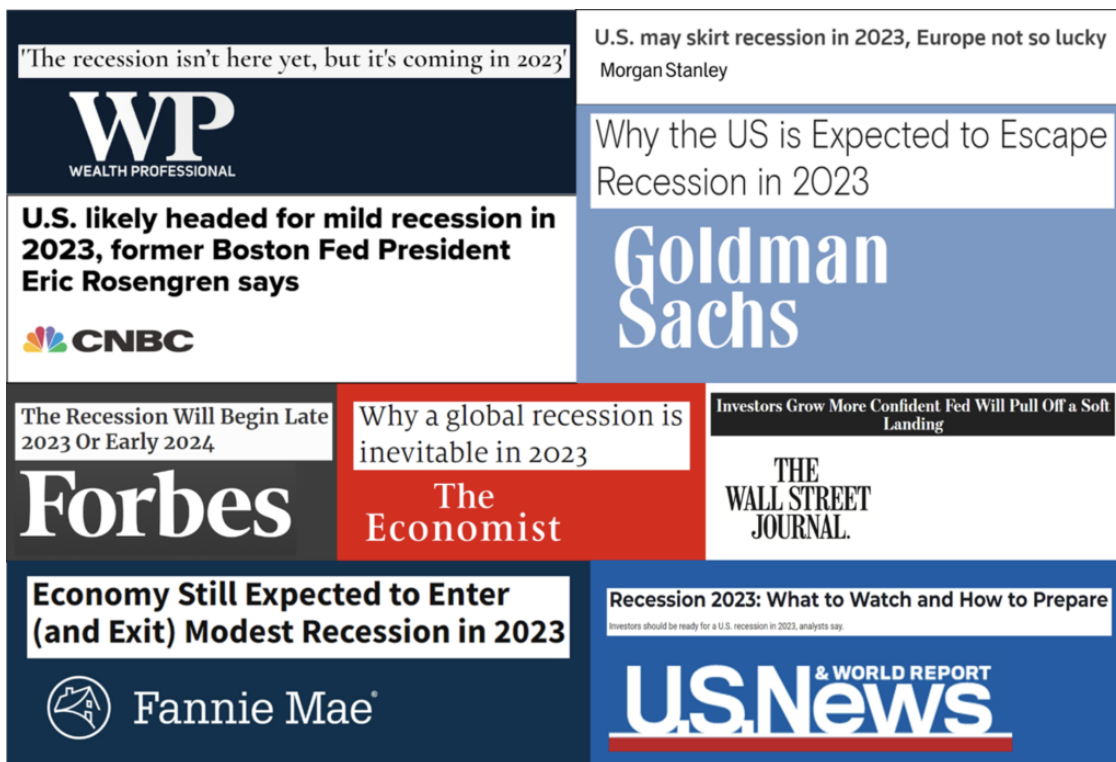 'The recession isn't here yet, but it's coming in 2023'
WP
WEALTH PROFESSIONAL
U.S. may skirt recession in 2023, Europe not so lucky
Morgan Stanley
Why the US is Expected to Escape
Recession in 2023
Goldman
Sachs
U.S. likely headed for mild recession in
2023, former Boston Fed President
Eric Rosengren says
CNBC
The Recession Will Begin Late
2023 Or Early 2024
Forbes
Why a global recession is
inevitable in 2023
The
Economist
Investors Grow More Confident Fed Will Pull Off a Soft
Landing
THE
WALL STREET
JOURNAL.
Economy Still Expected to Enter
(and Exit) Modest Recession in 2023
Fannie Mae®
Recession 2023: What to Watch and How to Prepare
Investors should be ready for a U.S. recession in 2023, analysts say.
U.S.News
& WORLD REPORT